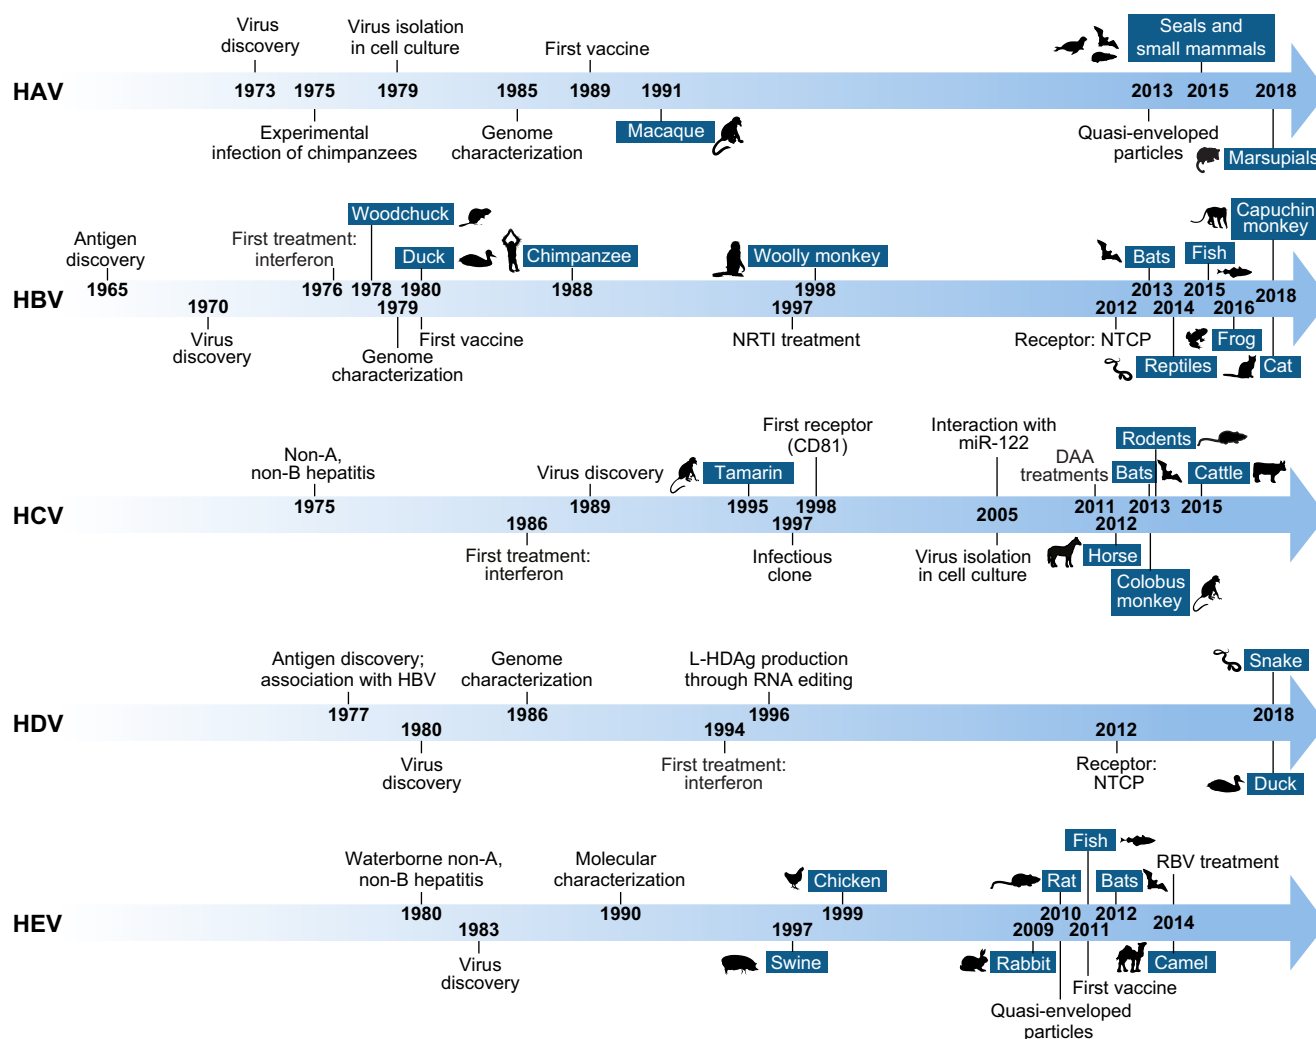 Virus
discovery
Virus isolation
in cell culture
First vaccine
Seals and
small mammals
HAV
1973
1975
1979
1985
1989
1991
2013
2015
2018
Experimental
infection of chimpanzees
Genome
characterization
Macaque
Quasi-enveloped
particles
Marsupials
Antigen
discovery
First treatment:
interferon
Woodchuck
Duck
Chimpanzee
Woolly monkey
Bats
Fish
Capuchin
monkey
HBV
1965
1970
1976
1978
1979
1980
1988
1997
1998
2012
2013
2014
2015
2016
2018
Virus
discovery
Genome
characterization
First vaccine
NRTI treatment
Receptor: NTCP
Reptiles
Frog
Cat
Non-A,
non-B hepatitis
Virus discovery
Tamarin
First receptor
(CD81)
Interaction with
miR-122
DAA
treatments
Rodents
Bats
Cattle
HCV
1975
1986
1989
1995
1997
1998
2005
2011
2012
2013
2015
First treatment:
interferon
Infectious
clone
Virus isolation
in cell culture
Horse
Colobus
monkey
Antigen discovery;
association with HBV
Genome
characterization
L-HDAg production
through RNA editing
Snake
HDV
1977
1980
1986
1994
1996
2012
2018
Virus
discovery
First treatment:
interferon
Receptor:
NTCP
Duck
Waterborne non-A,
non-B hepatitis
Molecular
characterization
Chicken
Rat
Fish
Bats
RBV treatment
HEV
1980
1983
1990
1997
1999
2009
2010
2011
2012
2014
Virus
discovery
Swine
Rabbit
Camel
First vaccine
Quasi-enveloped
particles